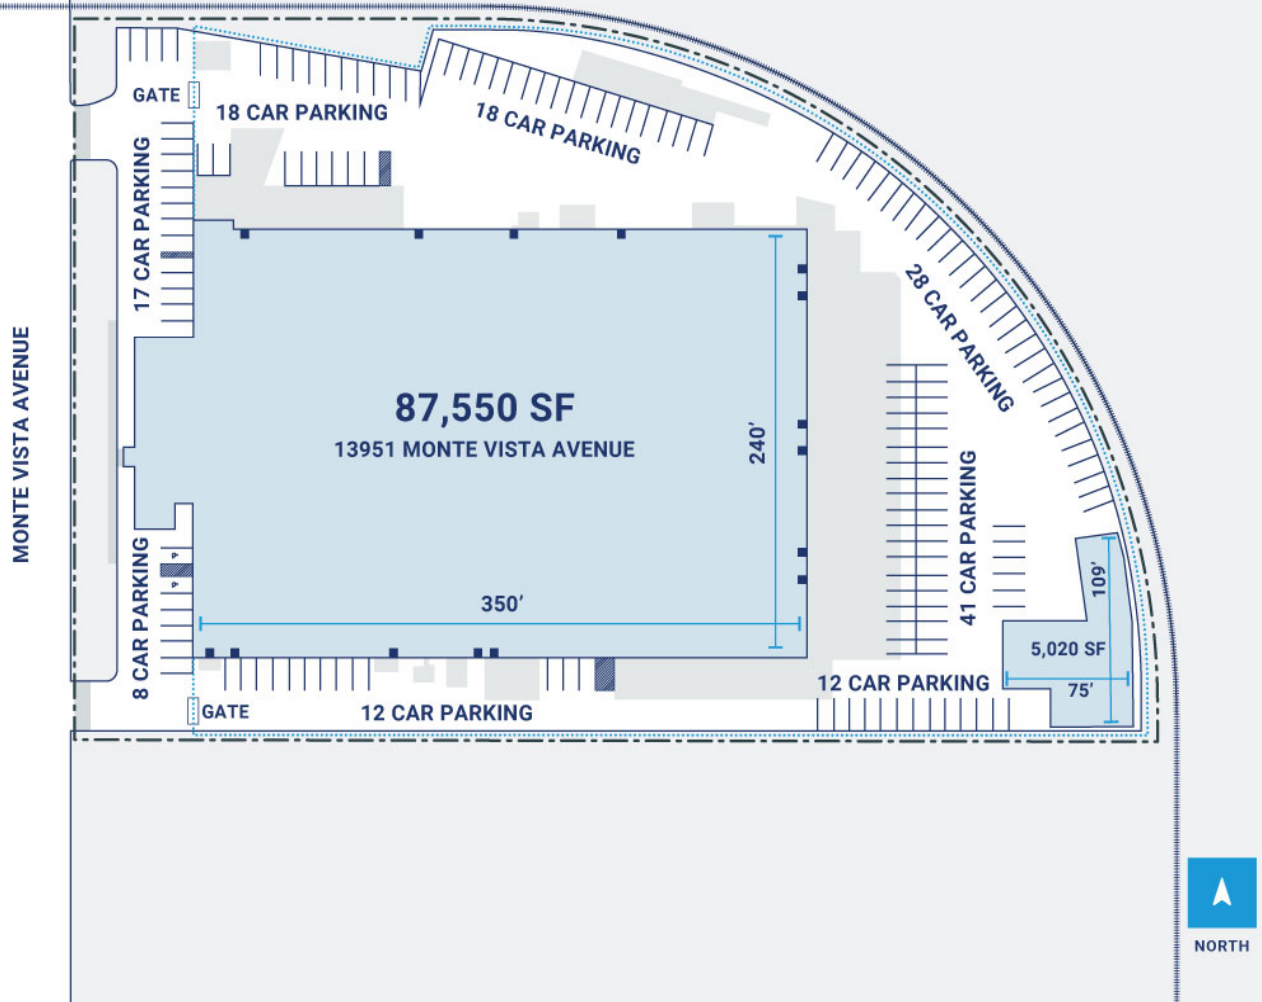 GATE
18 CAR PARKING
18 CAR PARKING
17 CAR PARKING
28 CAR PARKING
MONTE VISTA AVENUE
87,550 SF
13951 MONTE VISTA AVENUE
240’
350’
41 CAR PARKING
109’
8 CAR PARKING
5,020 SF
75’
12 CAR PARKING
GATE
12 CAR PARKING
NORTH